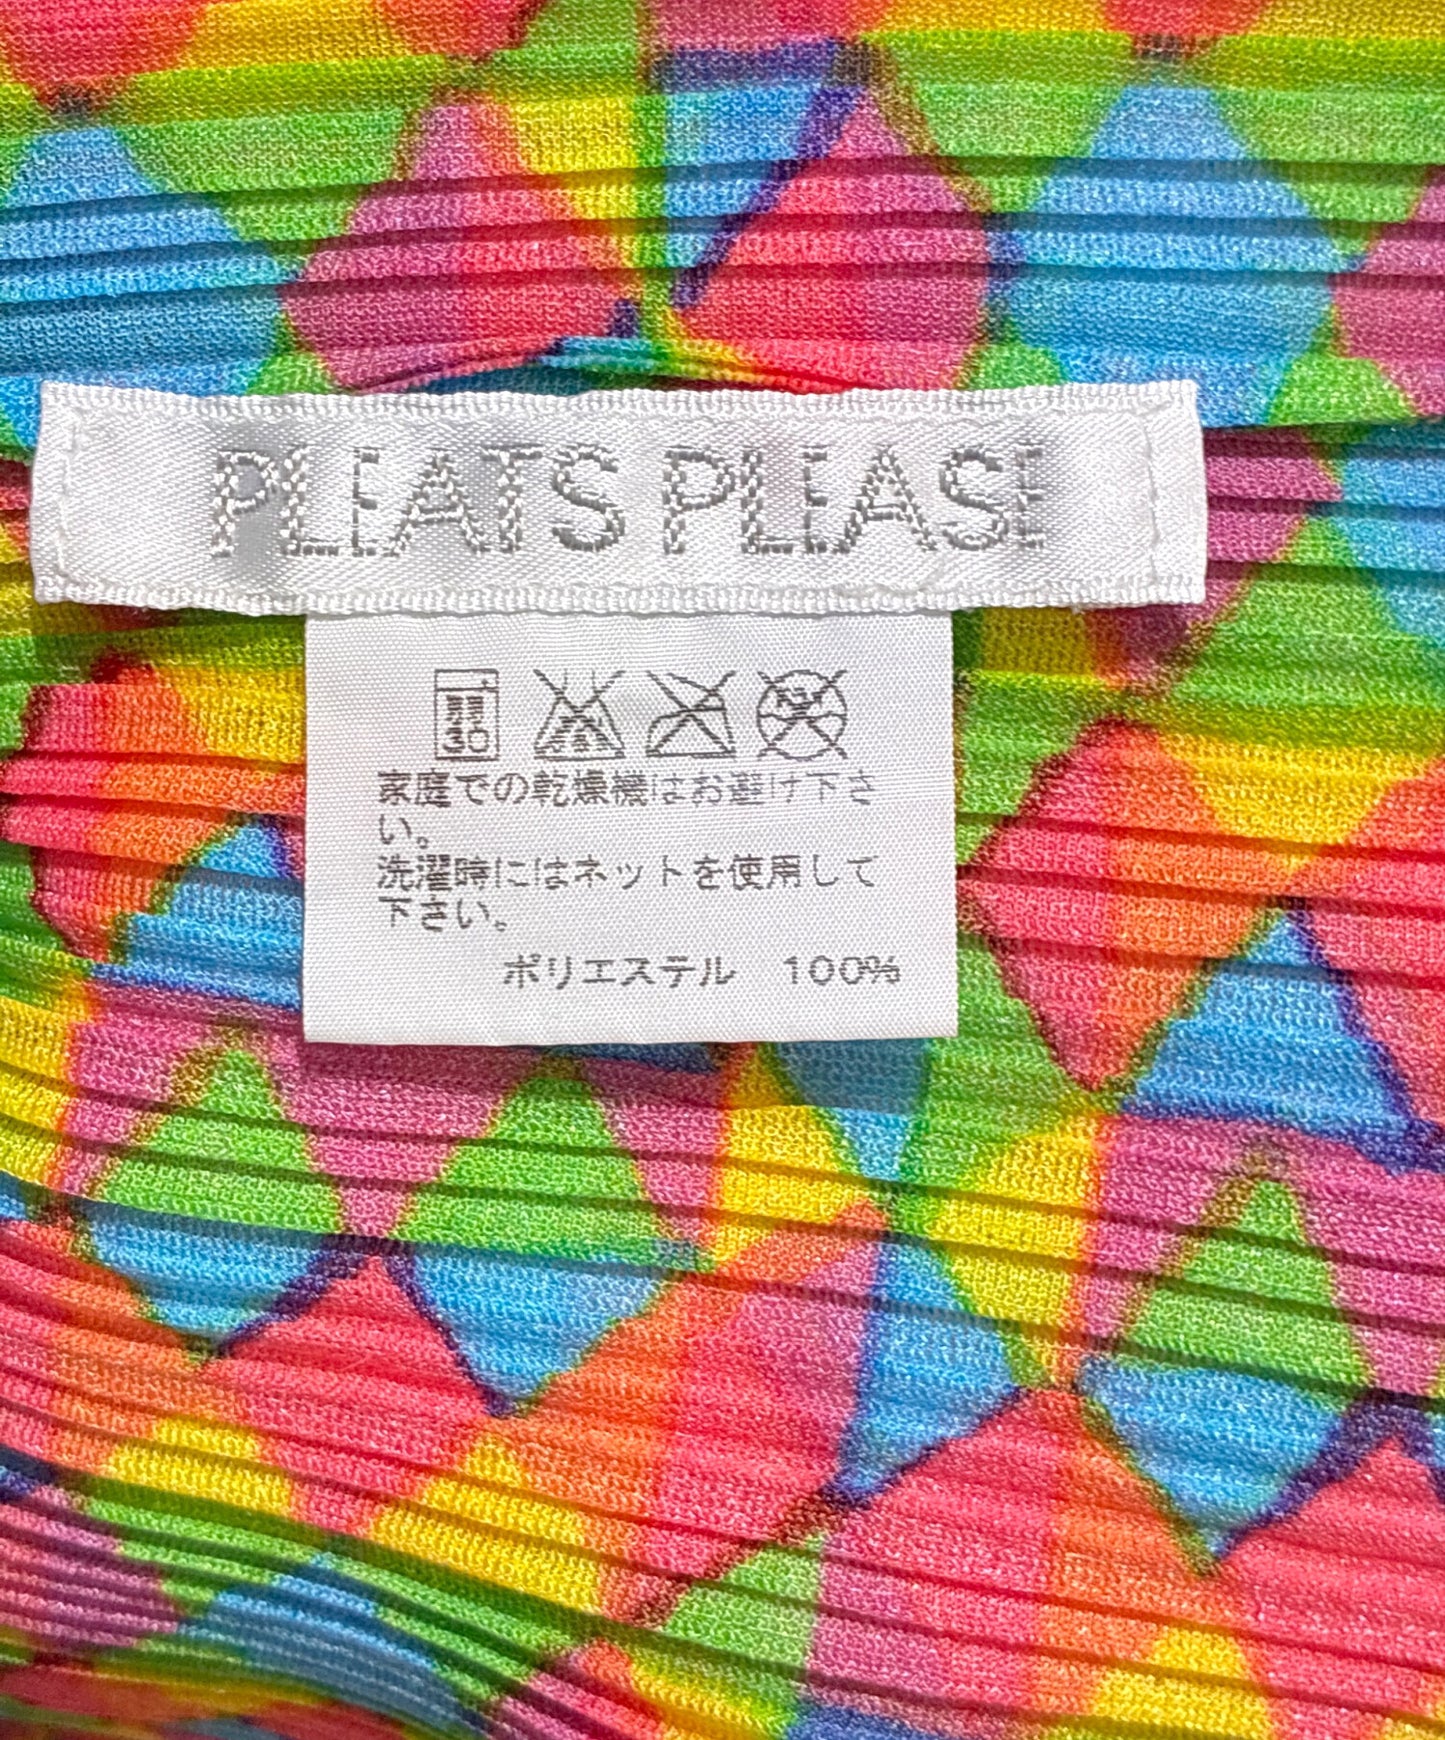 PLEATS PLEASE
30
家庭での乾燥機はお避け下さ
い。
洗濯時にはネットを使用して
下さい。
ポリエステル 100%